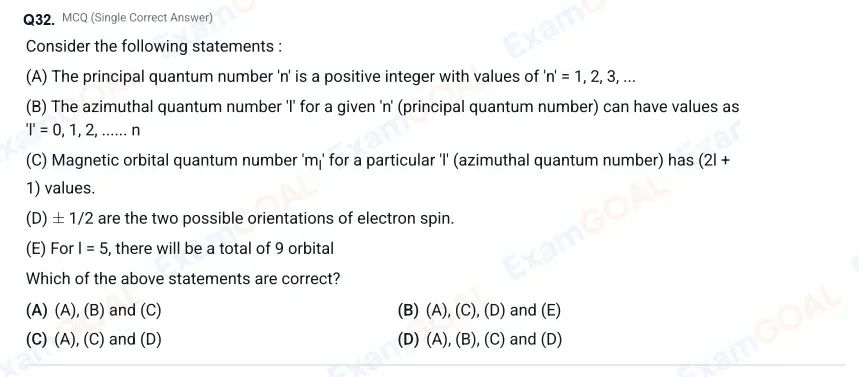 Q32. MCQ (Single Correct Answer)
Consider the following statements :
(A) The principal quantum number 'n' is a positive integer with values of 'n' = 1, 2, 3, ...
(B) The azimuthal quantum number 'l' for a given 'n' (principal quantum number) can have values as
'l' = 0, 1, 2, ...... n
(C) Magnetic orbital quantum number 'mₗ' for a particular 'l' (azimuthal quantum number) has (2l +
1) values.
(D) ± 1/2 are the two possible orientations of electron spin.
(E) For l = 5, there will be a total of 9 orbital
Which of the above statements are correct?
(A) (A), (B) and (C) (B) (A), (C), (D) and (E)
(C) (A), (C) and (D) (D) (A), (B), (C) and (D)